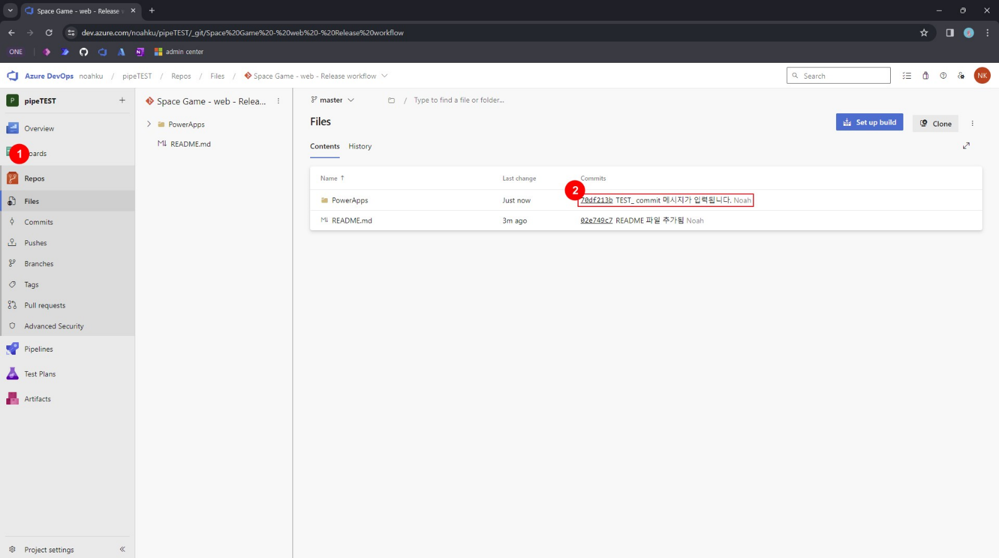 Space Game - web - Release
dev.azure.com/noahku/pipeTEST/_git/Space%20Game%20-%20web%20-%20Release%20workflow
ONE
admin center
Azure DevOps noahku / pipeTEST / Repos / Files / Space Game - web - Release workflow
Search
NK
P pipeTEST
Overview
1 oards
Repos
Files
Commits
Pushes
Branches
Tags
Pull requests
Advanced Security
Pipelines
Test Plans
Artifacts
Project settings
Space Game - web - Relea...
PowerApps
M↓ README.md
master / Type to find a file or folder...
Files
Set up build
Clone
Contents History
Name ↑ Last change Commits
2
PowerApps Just now 70df213b TEST_ commit 메시지가 입력됩니다. Noah
M↓ README.md 3m ago 02e749c7 README 파일 추가됨 Noah